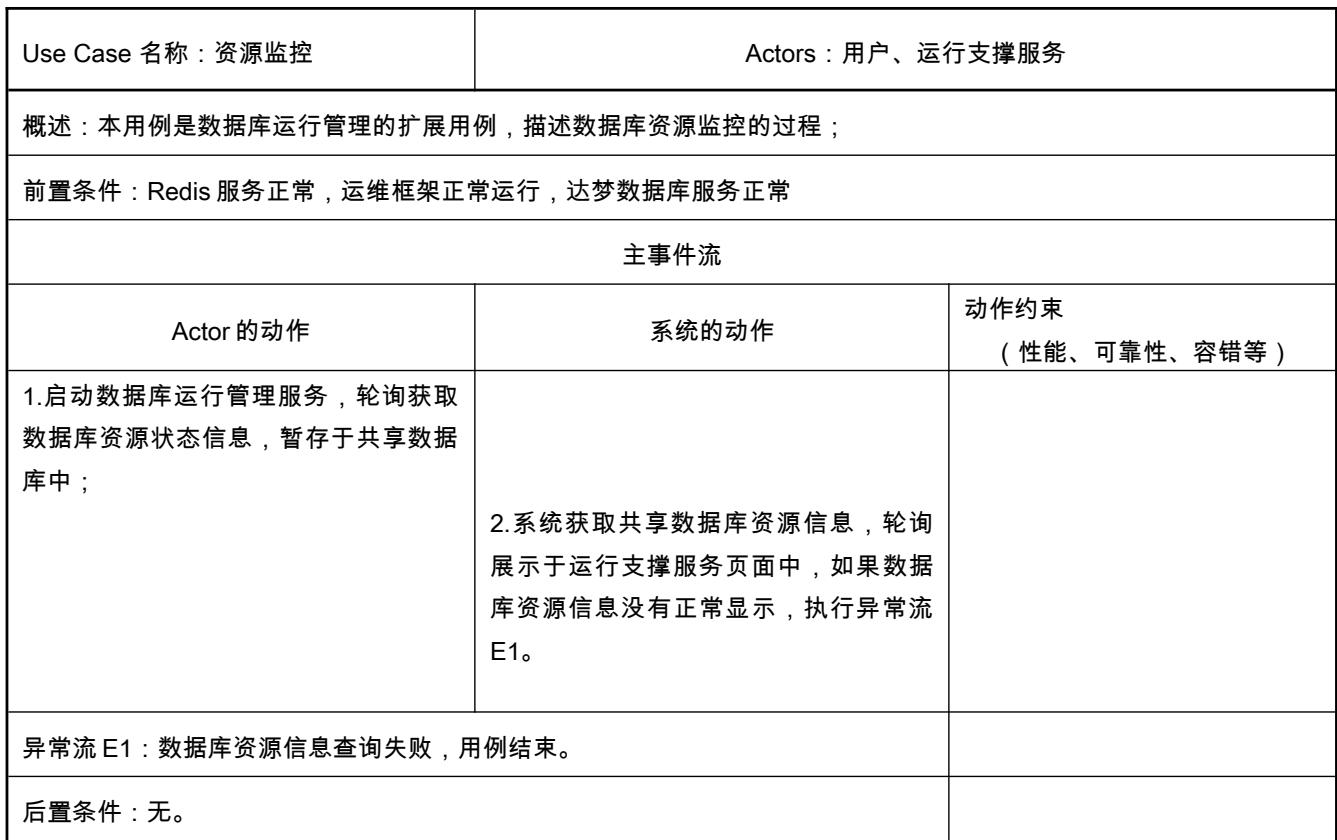 Use Case 名称：资源监控
Actors：用户、运行支撑服务
概述：本用例是数据库运行管理的扩展用例，描述数据库资源监控的过程；
前置条件：Redis 服务正常，运维框架正常运行，达梦数据库服务正常
主事件流
Actor 的动作
系统的动作
动作约束
（性能、可靠性、容错等）
1.启动数据库运行管理服务，轮询获取
数据库资源状态信息，暂存于共享数据
库中；
2.系统获取共享数据库资源信息，轮询
展示于运行支撑服务页面中，如果数据
库资源信息没有正常显示，执行异常流
E1。
异常流 E1：数据库资源信息查询失败，用例结束。
后置条件：无。